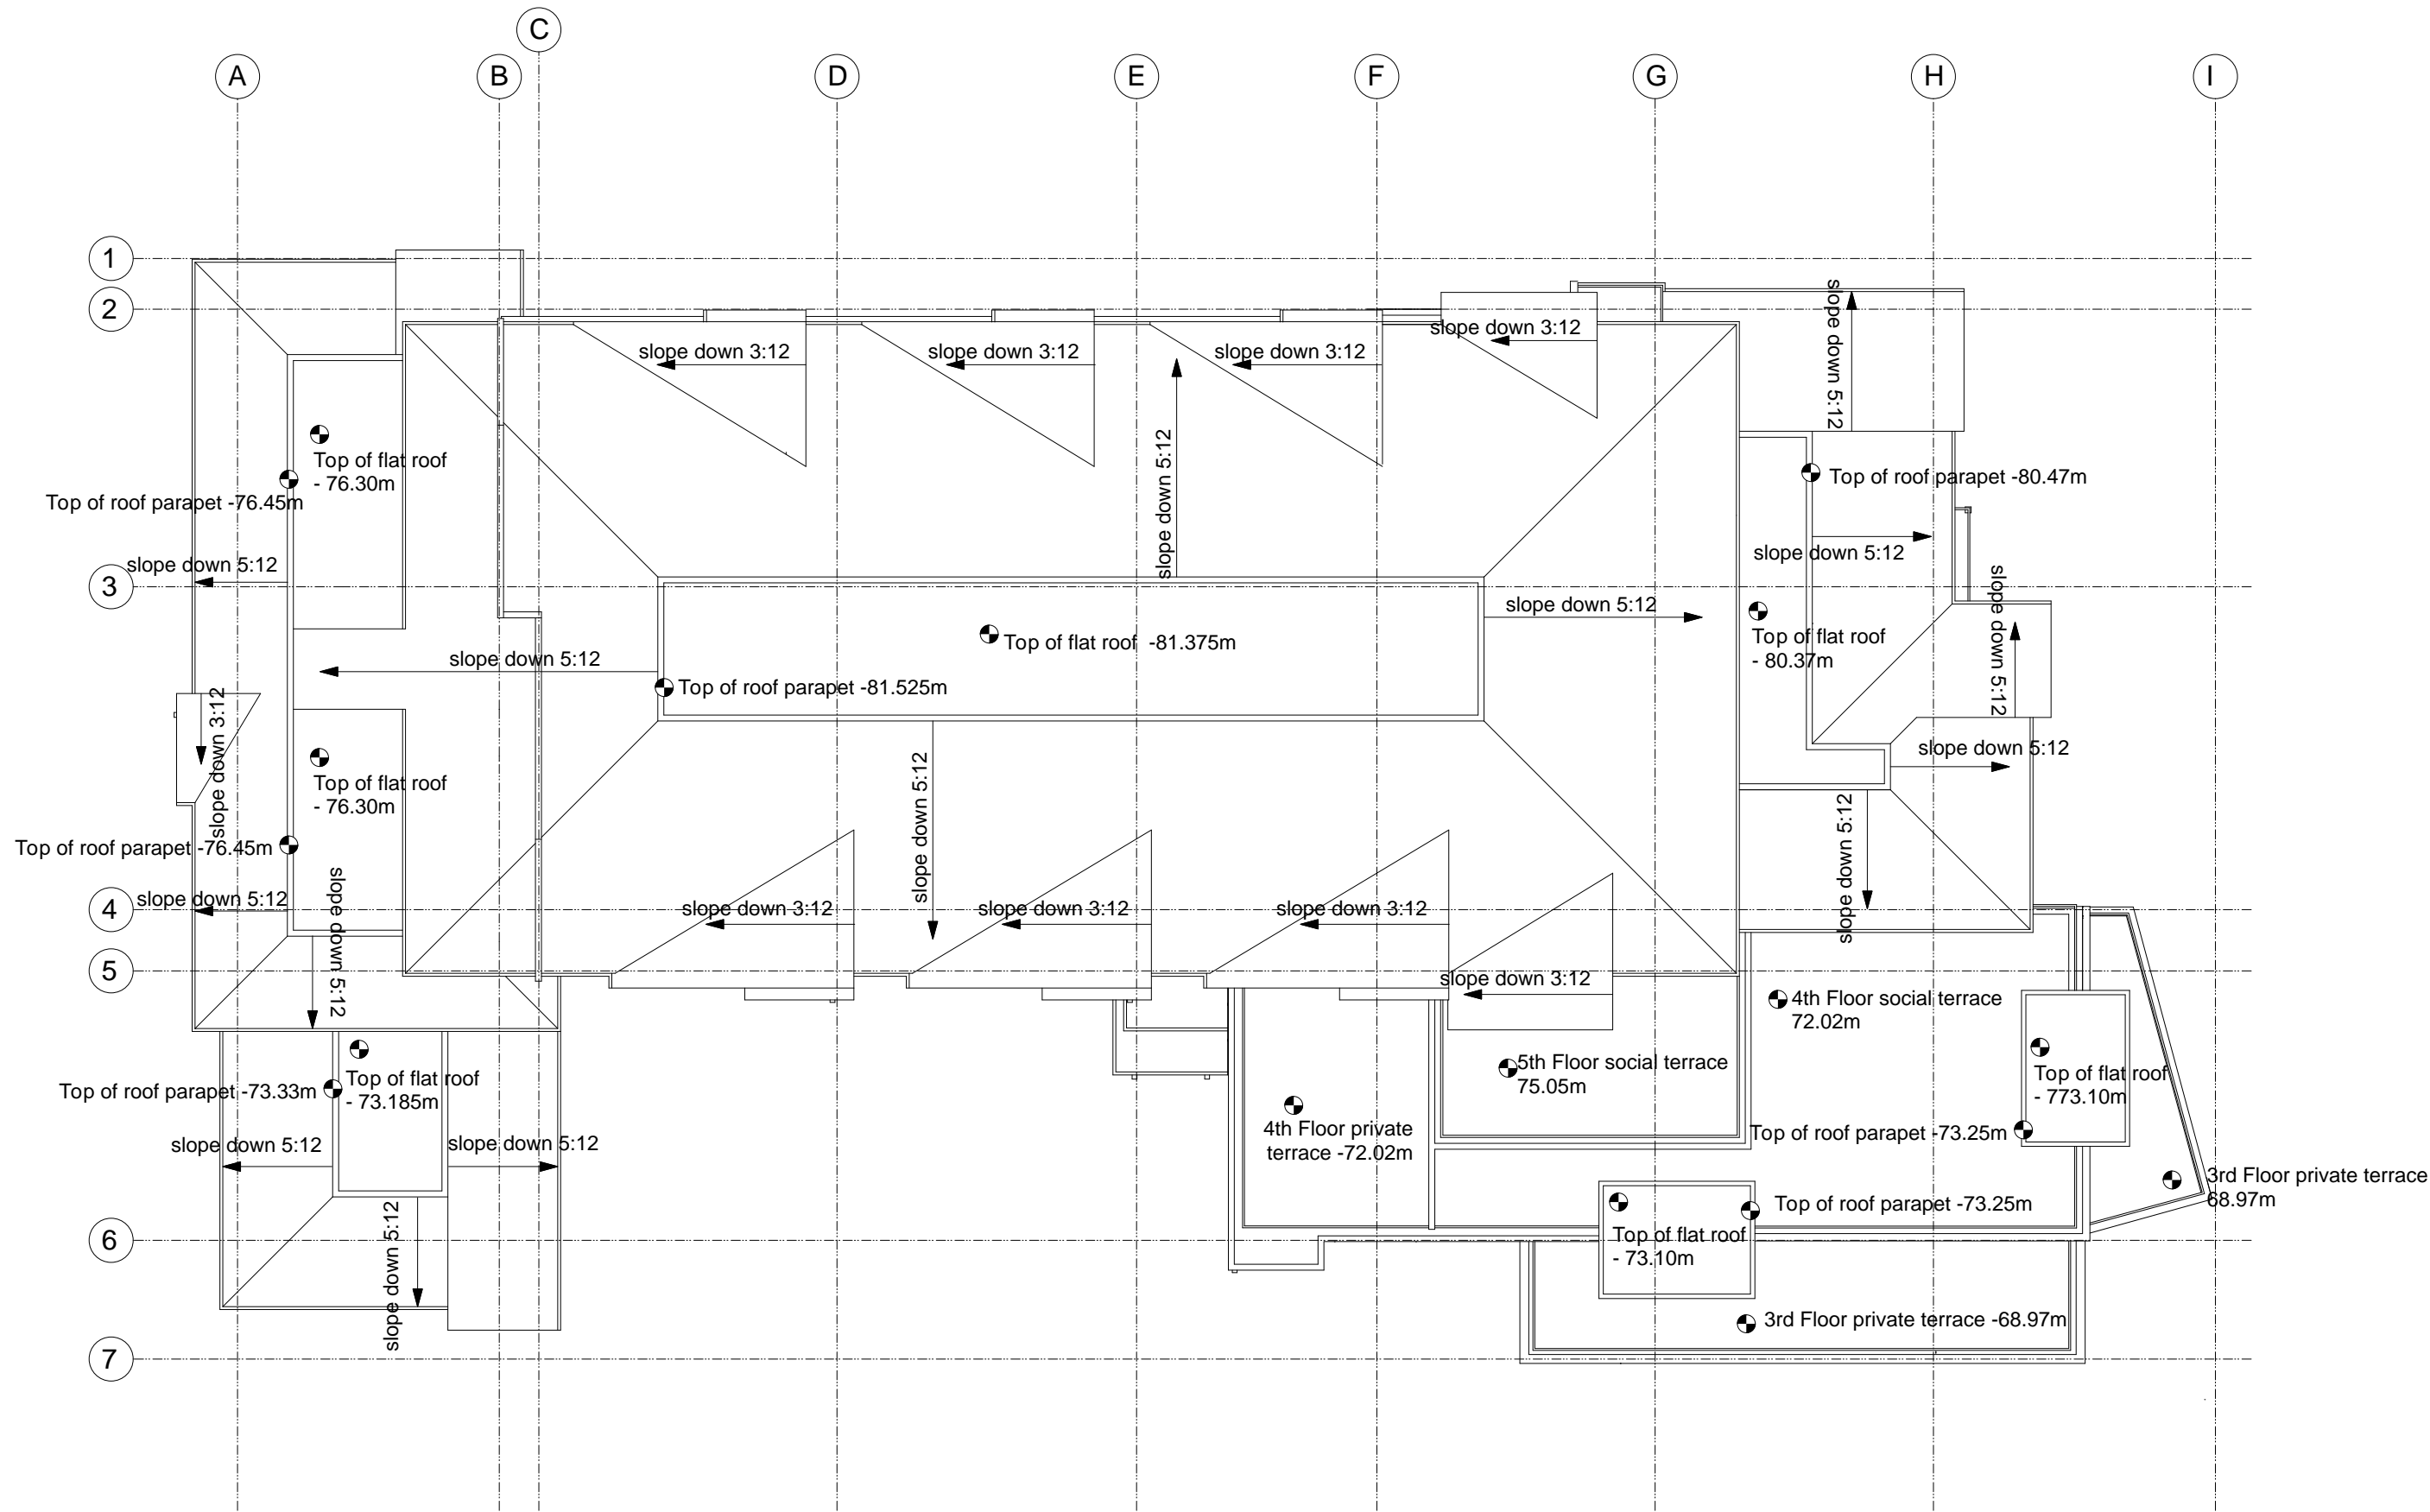 C
A
B
D
E
F
G
H
I
1
2
3
4
5
6
7
slope down 3:12
slope down 3:12
slope down 3:12
slope down 3:12
slope down 5:12
slope down 5:12
Top of flat roof
- 76.30m
Top of roof parapet -76.45m
Top of roof parapet -80.47m
slope down 5:12
slope down 5:12
slope down 5:12
slope down 5:12
Top of flat roof -81.375m
Top of flat roof
- 80.37m
slope down 5:12
slope down 5:12
Top of roof parapet -81.525m
slope down 3:12
Top of flat roof
- 76.30m
slope down 5:12
slope down 5:12
slope down 5:12
Top of roof parapet -76.45m
slope down 5:12
slope down 5:12
slope down 3:12
slope down 3:12
slope down 3:12
slope down 3:12
4th Floor social terrace
72.02m
5th Floor social terrace
75.05m
Top of flat roof
- 773.10m
Top of roof parapet -73.33m
Top of flat roof
- 73.185m
4th Floor private
terrace -72.02m
Top of roof parapet -73.25m
slope down 5:12
slope down 5:12
slope down 5:12
3rd Floor private terrace
68.97m
Top of roof parapet -73.25m
Top of flat roof
- 73.10m
3rd Floor private terrace -68.97m